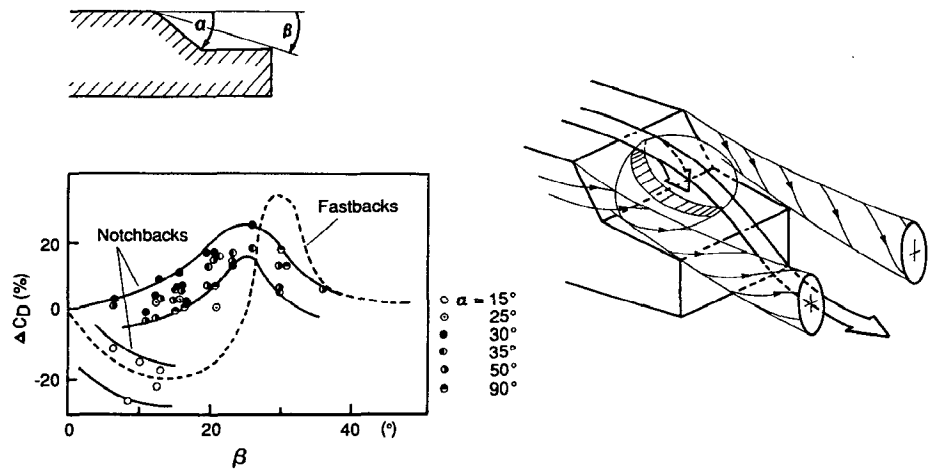 α
β
Notchbacks
Fastbacks
ΔC_D (%)
20
0
-20
0
20
40
(°)
β
α = 15°
25°
30°
35°
50°
90°